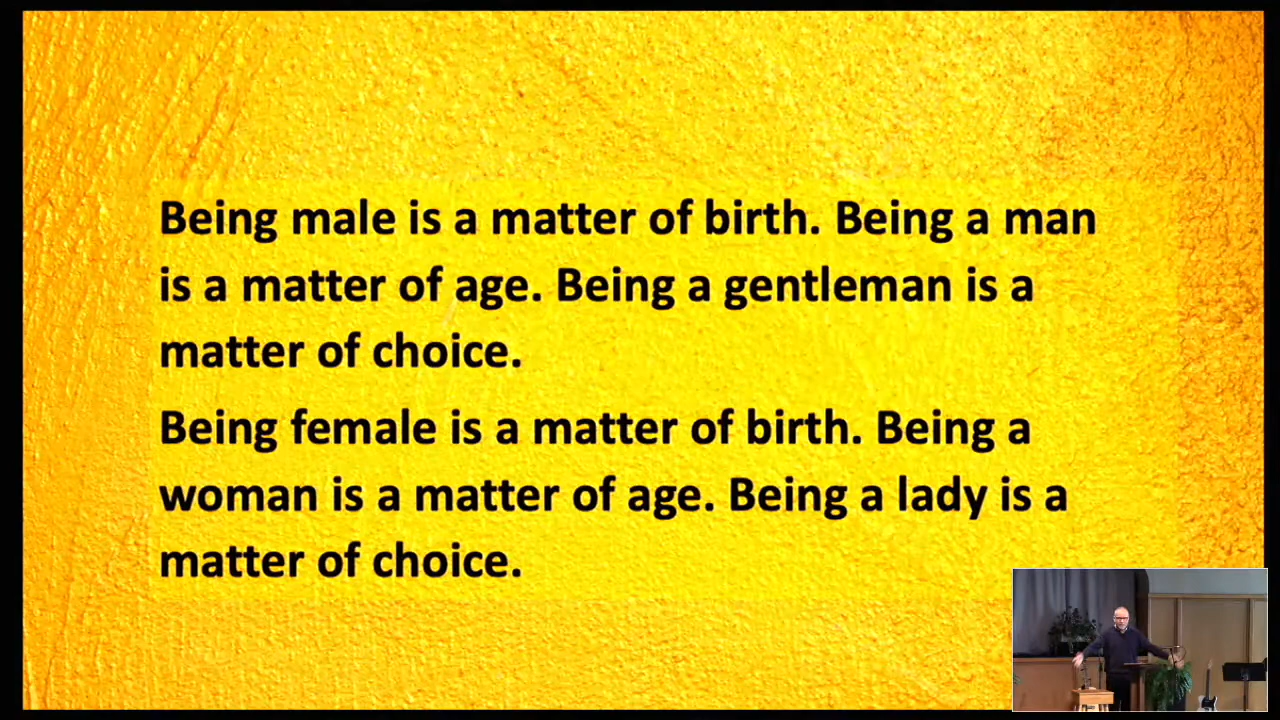 Being male is a matter of birth. Being a man
is a matter of age. Being a gentleman is a
matter of choice.
Being female is a matter of birth. Being a
woman is a matter of age. Being a lady is a
matter of choice.